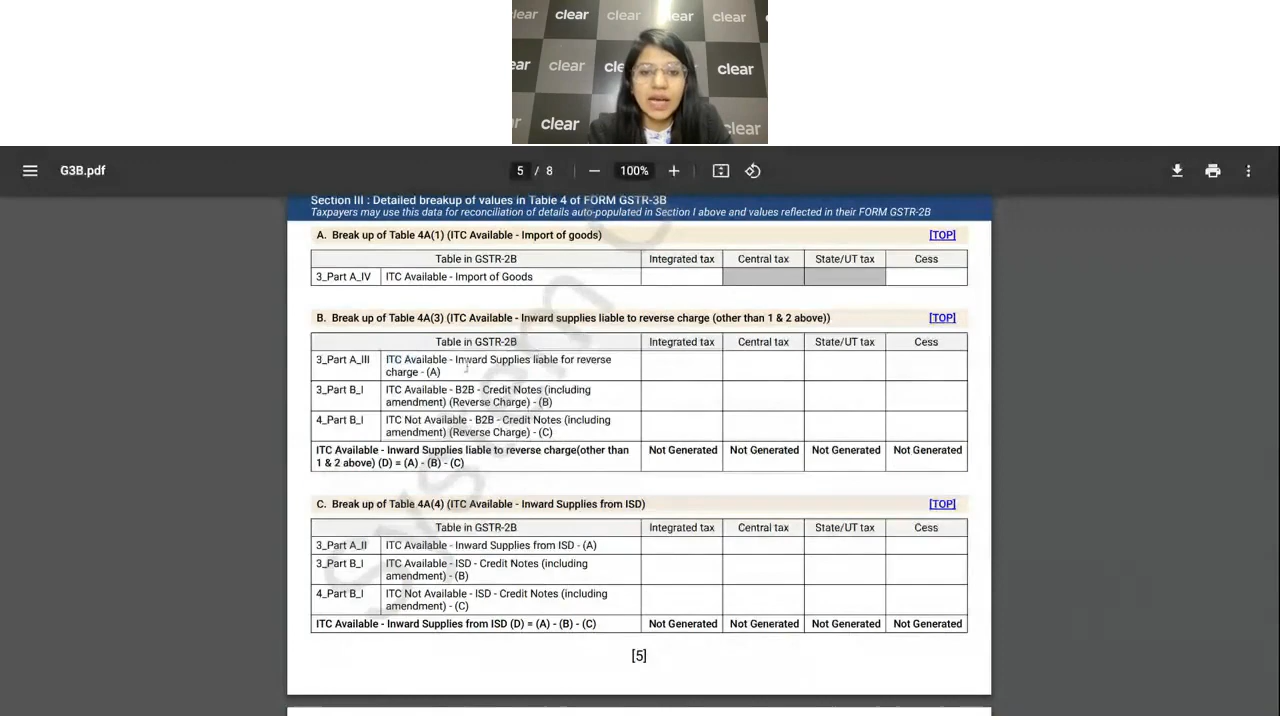 clear clear clear clear
ear clear cle clear
clear clear
G3B.pdf 5 / 8 100%
Section III : Detailed breakup of values in Table 4 of FORM GSTR-3B
Taxpayers may use this data for reconciliation of details auto-populated in Section I above and values reflected in their FORM GSTR-2B
A. Break up of Table 4A(1) (ITC Available - Import of goods) [TOP]
Table in GSTR-2B Integrated tax Central tax State/UT tax Cess
3_Part A_IV ITC Available - Import of Goods
B. Break up of Table 4A(3) (ITC Available - Inward supplies liable to reverse charge (other than 1 & 2 above)) [TOP]
Table in GSTR-2B Integrated tax Central tax State/UT tax Cess
3_Part A_III ITC Available - Inward Supplies liable for reverse
charge - (A)
3_Part B_I ITC Available - B2B - Credit Notes (including
amendment) (Reverse Charge) - (B)
4_Part B_I ITC Not Available - B2B - Credit Notes (including
amendment) (Reverse Charge) - (C)
ITC Available - Inward Supplies liable to reverse charge(other than Not Generated Not Generated Not Generated Not Generated
1 & 2 above) (D) = (A) - (B) - (C)
C. Break up of Table 4A(4) (ITC Available - Inward Supplies from ISD) [TOP]
Table in GSTR-2B Integrated tax Central tax State/UT tax Cess
3_Part A_II ITC Available - Inward Supplies from ISD - (A)
3_Part B_I ITC Available - ISD - Credit Notes (including
amendment) - (B)
4_Part B_I ITC Not Available - ISD - Credit Notes (including
amendment) - (C)
ITC Available - Inward Supplies from ISD (D) = (A) - (B) - (C) Not Generated Not Generated Not Generated Not Generated
System
[5]